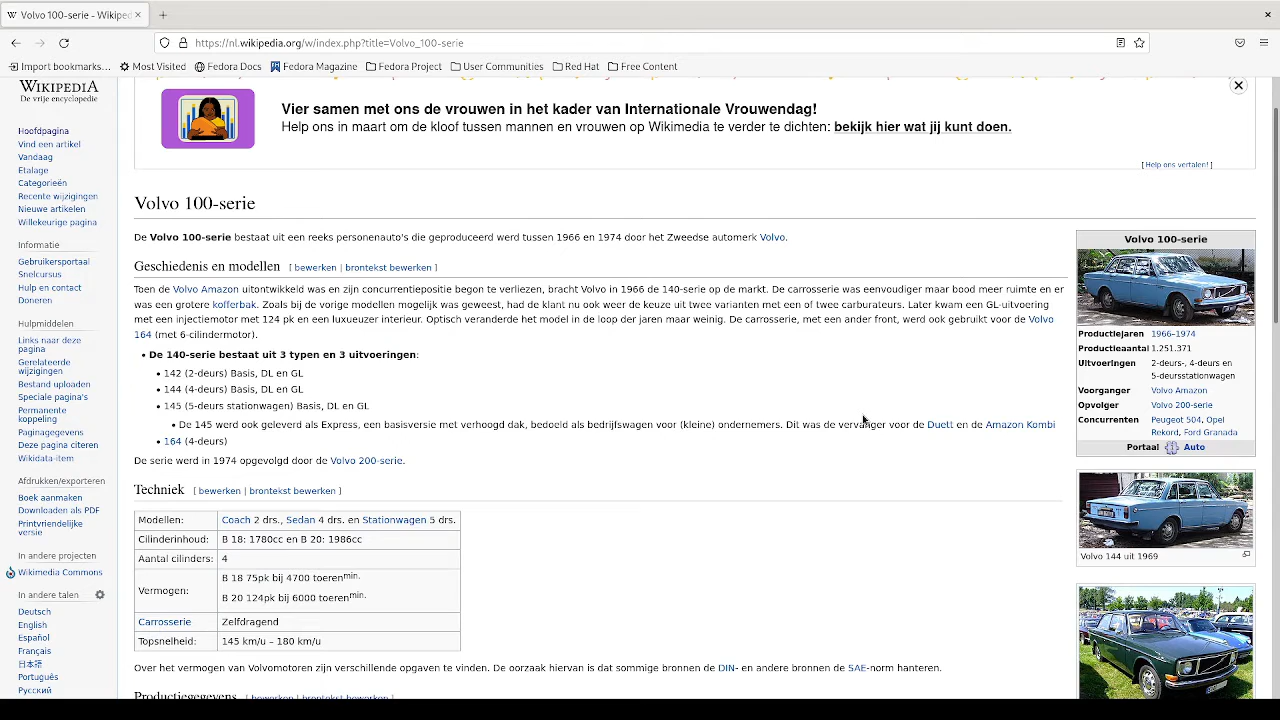 Volvo 100-serie - Wikiped
https://nl.wikipedia.org/w/index.php?title=Volvo_100-serie
Import bookmarks... Most Visited Fedora Docs Fedora Magazine Fedora Project User Communities Red Hat Free Content
WIKIPEDIA
De vrije encyclopedie
Hoofdpagina
Vind een artikel
Vandaag
Etalage
Categorieën
Recente wijzigingen
Nieuwe artikelen
Willekeurige pagina
Informatie
Gebruikersportaal
Snelcursus
Hulp en contact
Doneren
Hulpmiddelen
Links naar deze
pagina
Gerelateerde
wijzigingen
Bestand uploaden
Speciale pagina's
Permanente
koppeling
Paginagegevens
Deze pagina citeren
Wikidata-item
Afdrukken/exporteren
Boek aanmaken
Downloaden als PDF
Printvriendelijke
versie
In andere projecten
Wikimedia Commons
In andere talen
Deutsch
English
Español
Français
日本語
Português
Русский
Vier samen met ons de vrouwen in het kader van Internationale Vrouwendag!
Help ons in maart om de kloof tussen mannen en vrouwen op Wikimedia te verder te dichten: bekijk hier wat jij kunt doen.
[ Help ons vertalen! ]
Volvo 100-serie
De Volvo 100-serie bestaat uit een reeks personenauto's die geproduceerd werd tussen 1966 en 1974 door het Zweedse automerk Volvo.
Geschiedenis en modellen [ bewerken | brontekst bewerken ]
Toen de Volvo Amazon uitontwikkeld was en zijn concurrentiepositie begon te verliezen, bracht Volvo in 1966 de 140-serie op de markt. De carrosserie was eenvoudiger maar bood meer ruimte en er
was een grotere kofferbak. Zoals bij de vorige modellen mogelijk was geweest, had de klant nu ook weer de keuze uit twee varianten met een of twee carburateurs. Later kwam een GL-uitvoering
met een injectiemotor met 124 pk en een luxueuzer interieur. Optisch veranderde het model in de loop der jaren maar weinig. De carrosserie, met een ander front, werd ook gebruikt voor de Volvo
164 (met 6-cilindermotor).
• De 140-serie bestaat uit 3 typen en 3 uitvoeringen:
• 142 (2-deurs) Basis, DL en GL
• 144 (4-deurs) Basis, DL en GL
• 145 (5-deurs stationwagen) Basis, DL en GL
• De 145 werd ook geleverd als Express, een basisversie met verhoogd dak, bedoeld als bedrijfswagen voor (kleine) ondernemers. Dit was de vervanger voor de Duett en de Amazon Kombi
• 164 (4-deurs)
De serie werd in 1974 opgevolgd door de Volvo 200-serie.
Techniek [ bewerken | brontekst bewerken ]
Modellen: Coach 2 drs., Sedan 4 drs. en Stationwagen 5 drs.
Cilinderinhoud: B 18: 1780cc en B 20: 1986cc
Aantal cilinders: 4
Vermogen: B 18 75pk bij 4700 toeren min.
B 20 124pk bij 6000 toeren min.
Carrosserie Zelfdragend
Topsnelheid: 145 km/u – 180 km/u
Over het vermogen van Volvomotoren zijn verschillende opgaven te vinden. De oorzaak hiervan is dat sommige bronnen de DIN- en andere bronnen de SAE-norm hanteren.
Productiegegevens [ bewerken | brontekst bewerken ]
Volvo 100-serie
Productiejaren 1966–1974
Productieaantal 1.251.371
Uitvoeringen 2-deurs-, 4-deurs en
5-deursstationwagen
Voorganger Volvo Amazon
Opvolger Volvo 200-serie
Concurrenten Peugeot 504, Opel
Rekord, Ford Granada
Portaal Auto
Volvo 144 uit 1969